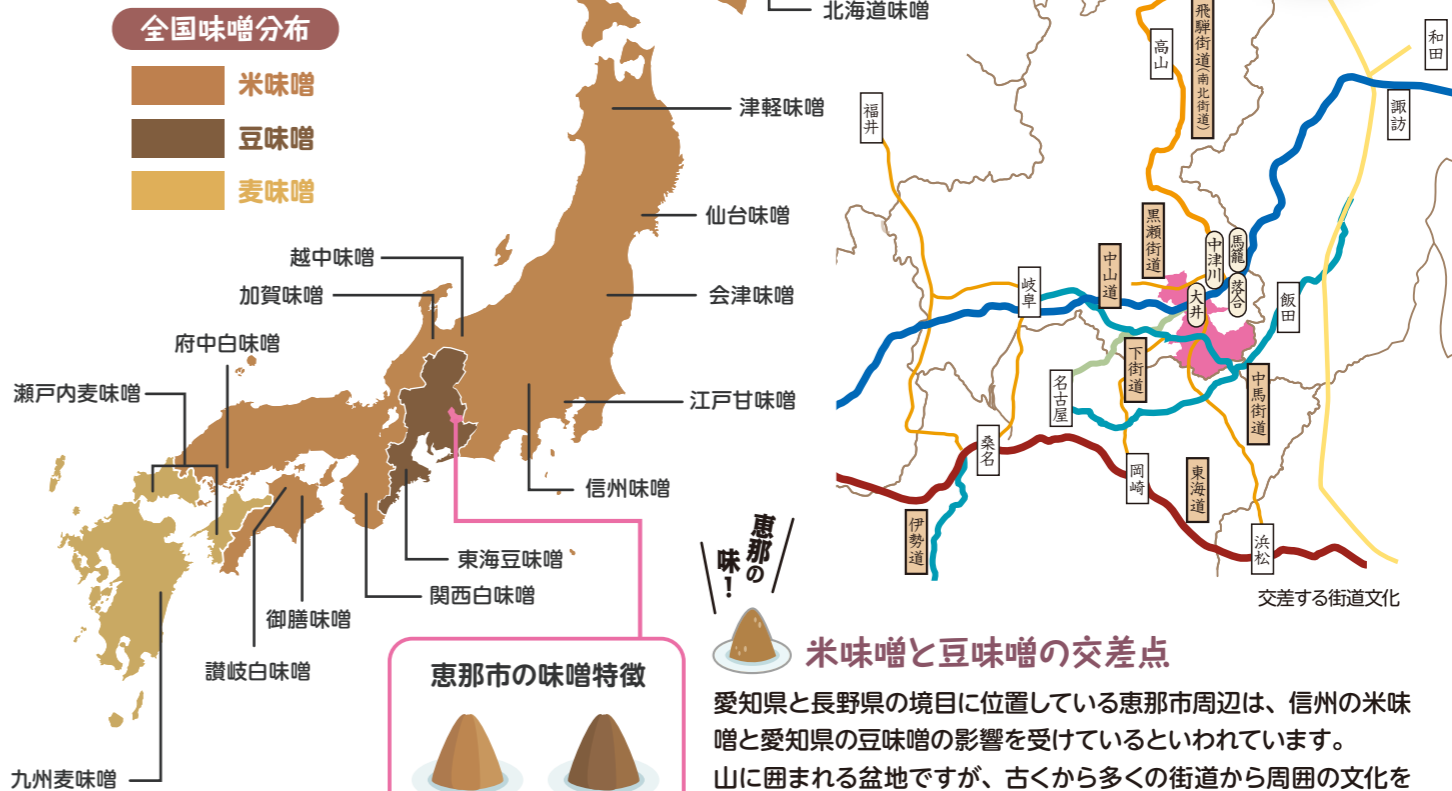 全国味噌分布
米味噌
豆味噌
麦味噌
北海道味噌
津軽味噌
仙台味噌
越中味噌
加賀味噌
会津味噌
府中白味噌
瀬戸内麦味噌
江戸甘味噌
信州味噌
東海豆味噌
関西白味噌
御膳味噌
讃岐白味噌
九州麦味噌
恵那市の味噌特徴
飛騨街道(南北街道)
高山
和田
諏訪
福井
黒瀬街道
中山道
中津川
馬籠
落合
大井
岐阜
飯田
下街道
名古屋
中馬街道
桑名
岡崎
東海道
伊勢道
浜松
交差する街道文化
恵那の
味!
米味噌と豆味噌の交差点
愛知県と長野県の境目に位置している恵那市周辺は、信州の米味
噌と愛知県の豆味噌の影響を受けているといわれています。
山に囲まれる盆地ですが、古くから多くの街道から周囲の文化を